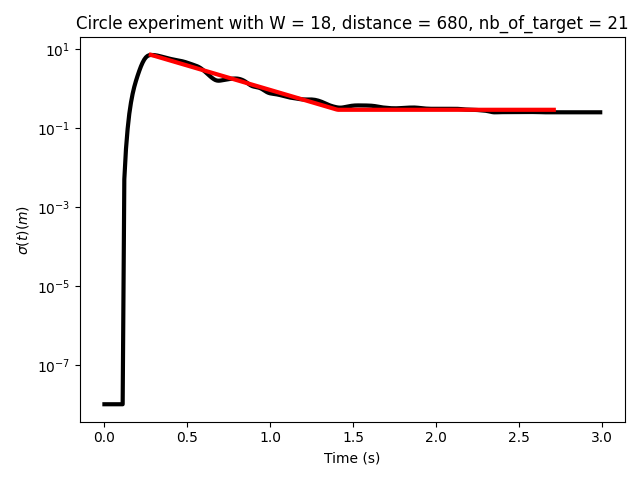 Circle experiment with W = 18, distance = 680, nb_of_target = 21
10¹
10⁻¹
10⁻³
10⁻⁵
10⁻⁷
σ(t)(m)
0.0 0.5 1.0 1.5 2.0 2.5 3.0
Time (s)